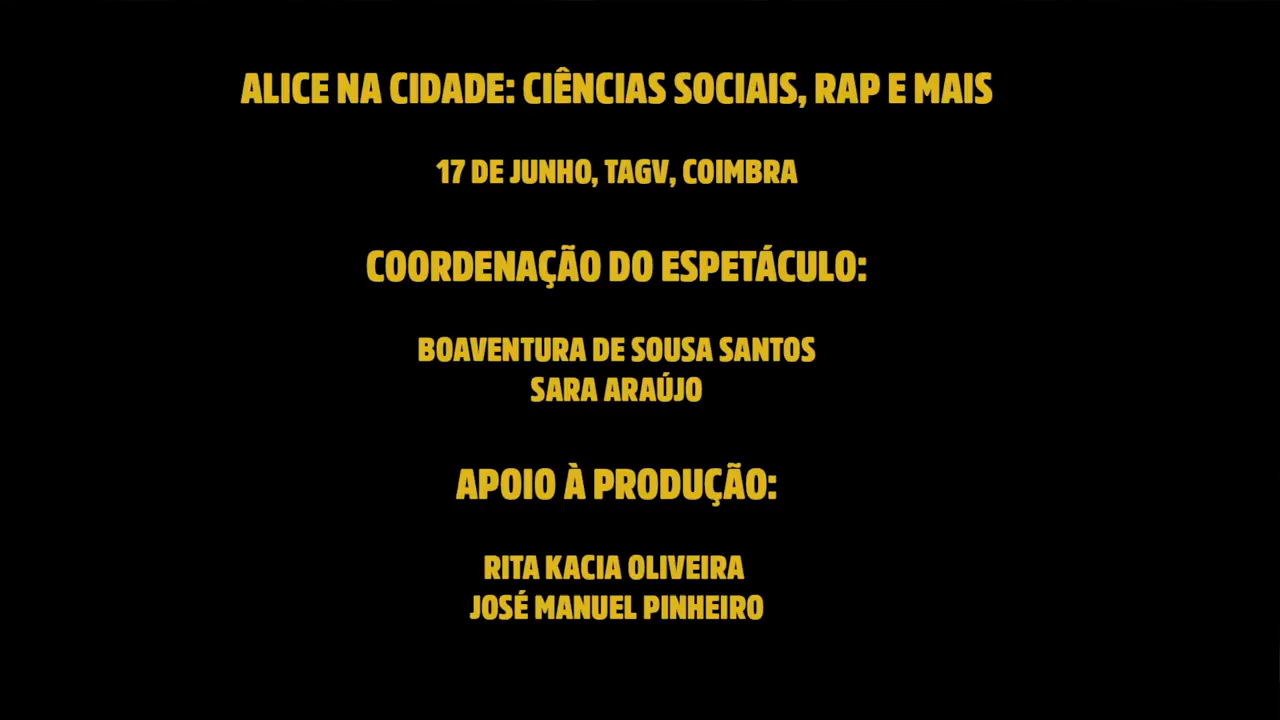 ALICE NA CIDADE: CIÊNCIAS SOCIAIS, RAP E MAIS
17 DE JUNHO, TAGV, COIMBRA
COORDENAÇÃO DO ESPETÁCULO:
BOAVENTURA DE SOUSA SANTOS
SARA ARAÚJO
APOIO À PRODUÇÃO:
RITA KACIA OLIVEIRA
JOSÉ MANUEL PINHEIRO